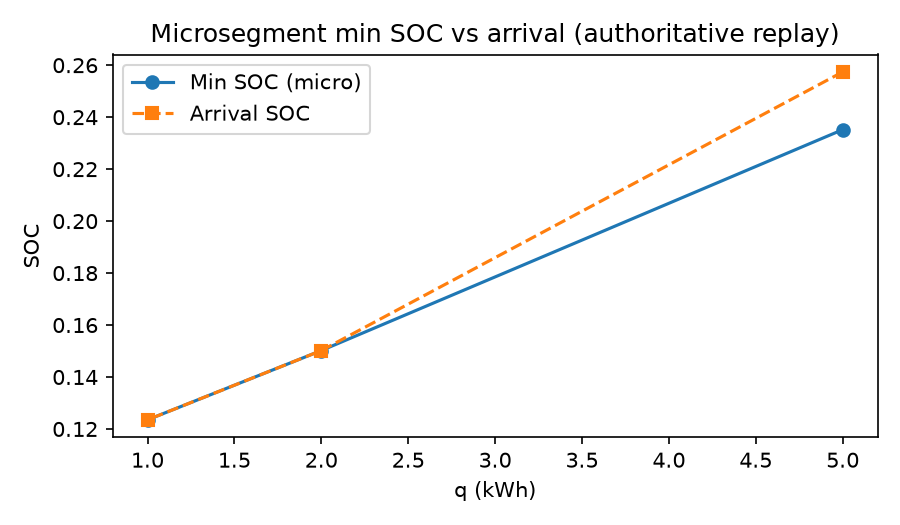 Microsegment min SOC vs arrival (authoritative replay)
Min SOC (micro)
Arrival SOC
0.26
0.24
0.22
0.20
0.18
0.16
0.14
0.12
SOC
1.0 1.5 2.0 2.5 3.0 3.5 4.0 4.5 5.0
q (kWh)